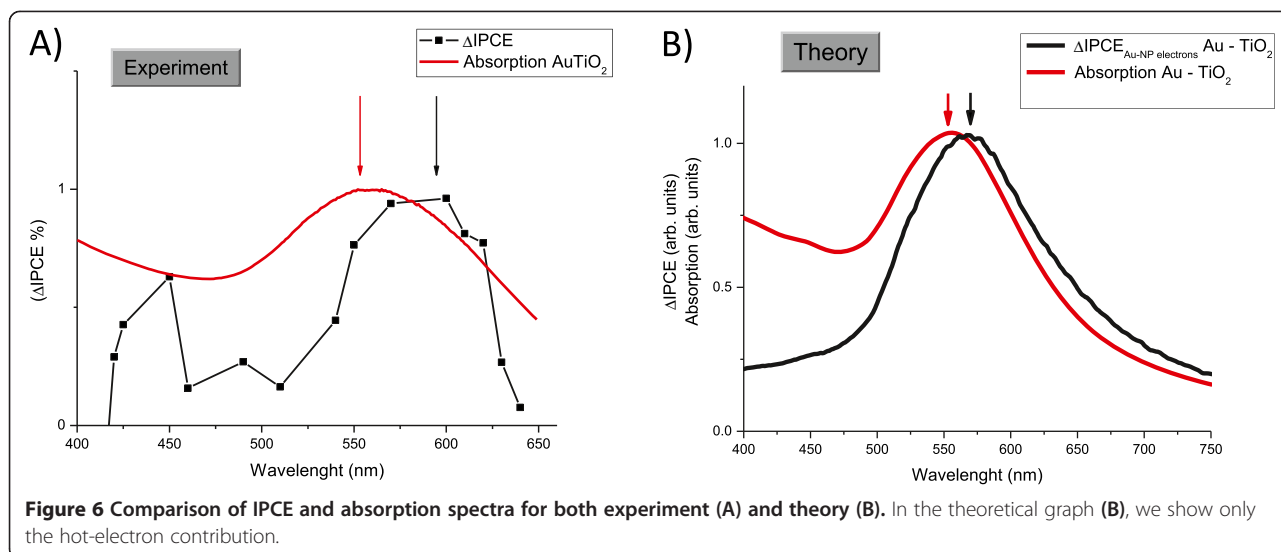 A)
Experiment
ΔIPCE
Absorption AuTiO2
(ΔIPCE %)
1
0
400 450 500 550 600 650
Wavelenght (nm)
B)
Theory
ΔIPCEAu-NP electrons Au - TiO2
Absorption Au - TiO2
ΔIPCE (arb. units)
Absorption (arb. units)
1.0
0.5
0.0
400 450 500 550 600 650 700 750
Wavelenght (nm)
Figure 6 Comparison of IPCE and absorption spectra for both experiment (A) and theory (B). In the theoretical graph (B), we show only
the hot-electron contribution.